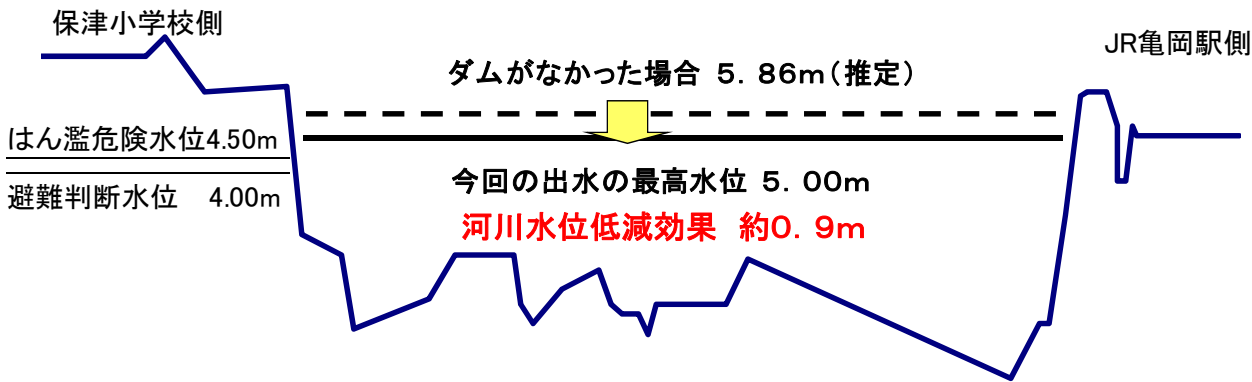 保津小学校側
JR亀岡駅側
ダムがなかった場合 5.86m(推定)
はん濫危険水位4.50m
避難判断水位 4.00m
今回の出水の最高水位 5.00m
河川水位低減効果 約0.9m